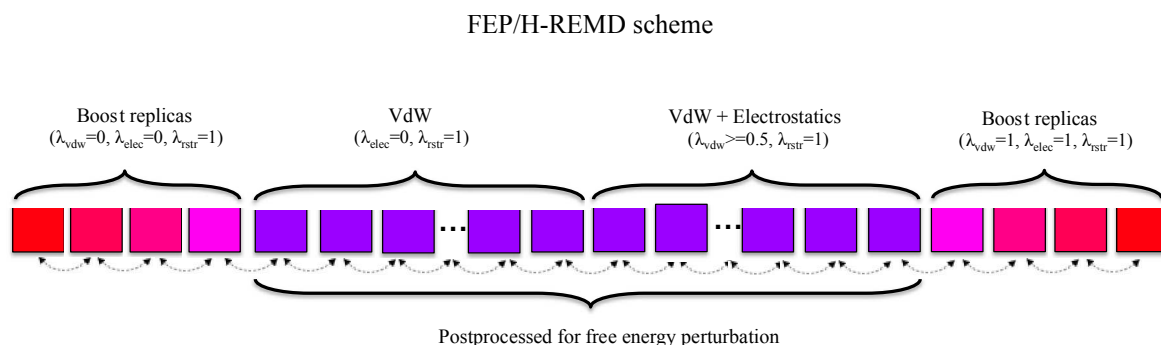 FEP/H-REMD scheme
Boost replicas
(λvdw=0, λelec=0, λrstr=1)
VdW
(λelec=0, λrstr=1)
VdW + Electrostatics
(λvdw>=0.5, λrstr=1)
Boost replicas
(λvdw=1, λelec=1, λrstr=1)
...
...
Postprocessed for free energy perturbation